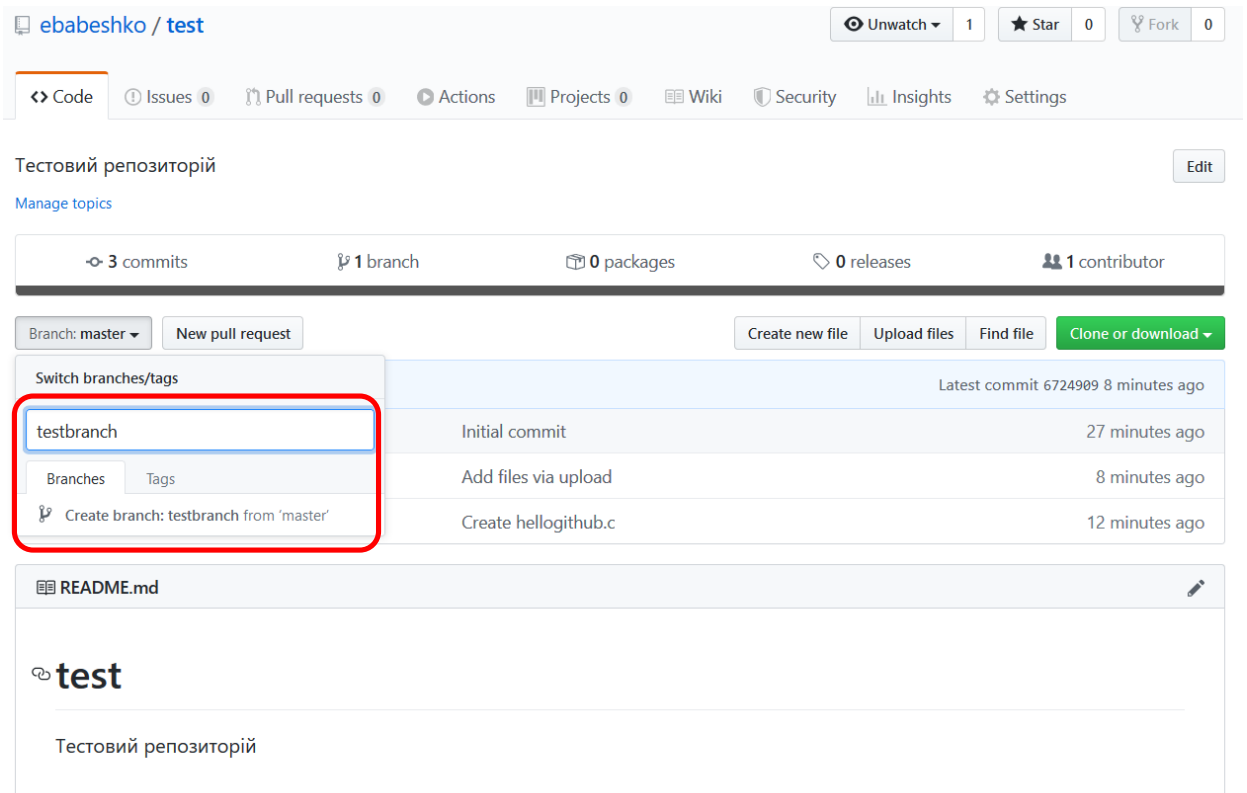 ebabeshko / test
Unwatch 1 Star 0 Fork 0
Code Issues 0 Pull requests 0 Actions Projects 0 Wiki Security Insights Settings
Тестовий репозиторій
Edit
Manage topics
3 commits 1 branch 0 packages 0 releases 1 contributor
Branch: master New pull request Create new file Upload files Find file Clone or download
Switch branches/tags
Latest commit 6724909 8 minutes ago
testbranch
Initial commit 27 minutes ago
Branches Tags
Add files via upload 8 minutes ago
Create branch: testbranch from ‘master’
Create hellogithub.c 12 minutes ago
README.md
test
Тестовий репозиторій